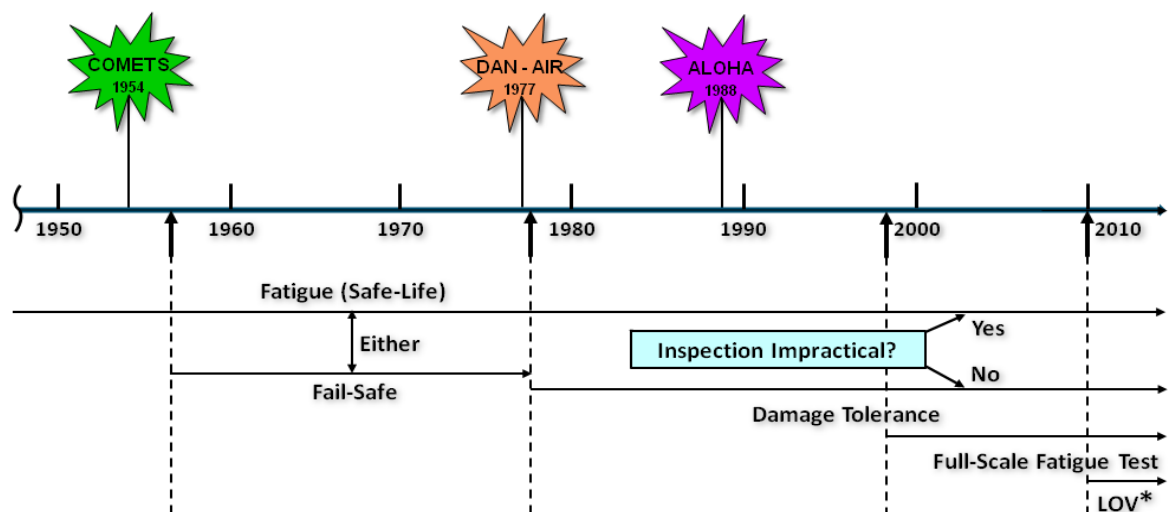 COMETS
1954
DAN - AIR
1977
ALOHA
1988
1950
1960
1970
1980
1990
2000
2010
Fatigue (Safe-Life)
Either
Inspection Impractical?
Yes
No
Fail-Safe
Damage Tolerance
Full-Scale Fatigue Test
LOV*